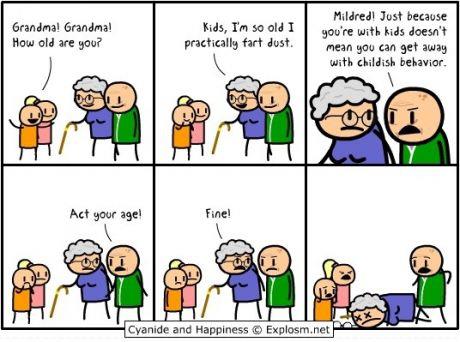 Grandma! Grandma!
How old are you?
Kids, I'm so old I
practically fart dust.
Mildred! Just because
you're with kids doesn't
mean you can get away
with childish behavior.
Act your age!
Fine!
Cyanide and Happiness © Explosm.net